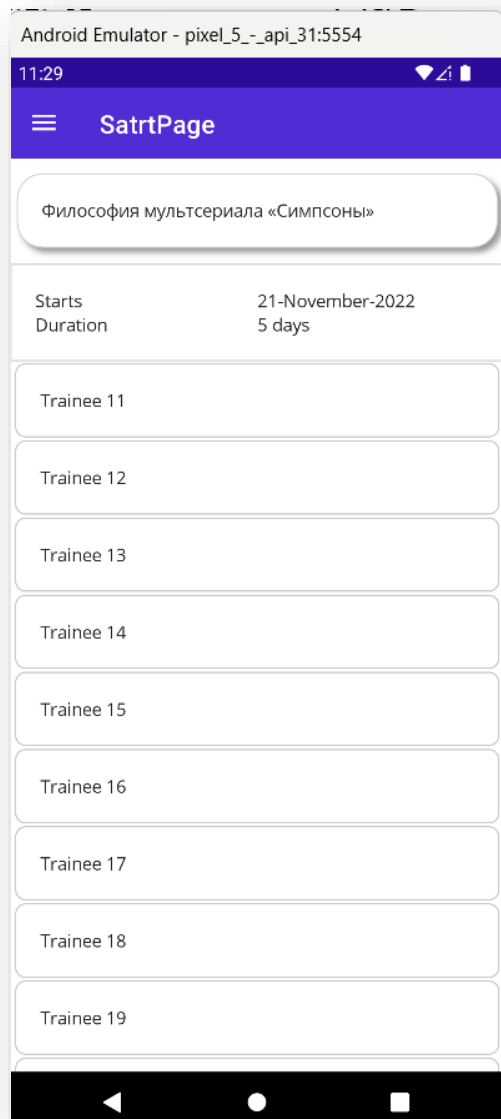 Android Emulator - pixel_5_-_api_31:5554
11:29
SatrtPage
Философия мультсериала «Симпсоны»
Starts 21-November-2022
Duration 5 days
Trainee 11
Trainee 12
Trainee 13
Trainee 14
Trainee 15
Trainee 16
Trainee 17
Trainee 18
Trainee 19